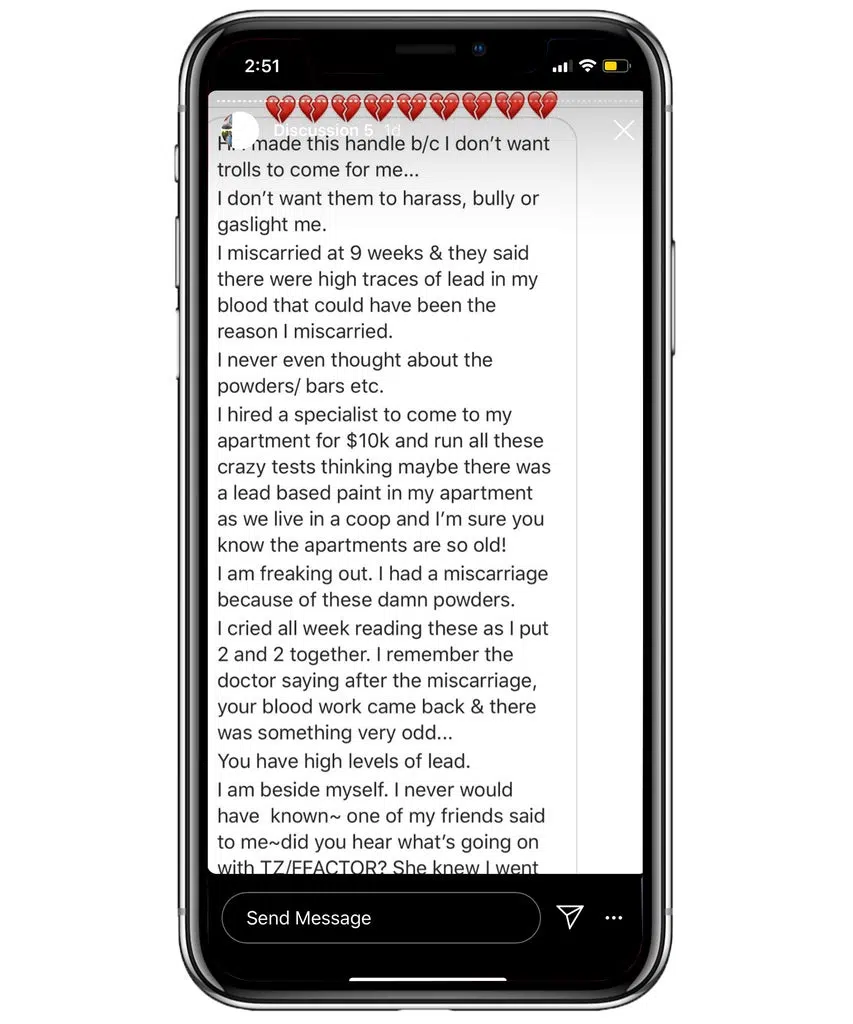 2:51
Discussion 5 1d
made this handle b/c I don't want
trolls to come for me...
I don't want them to harass, bully or
gaslight me.
I miscarried at 9 weeks & they said
there were high traces of lead in my
blood that could have been the
reason I miscarried.
I never even thought about the
powders/ bars etc.
I hired a specialist to come to my
apartment for $10k and run all these
crazy tests thinking maybe there was
a lead based paint in my apartment
as we live in a coop and I'm sure you
know the apartments are so old!
I am freaking out. I had a miscarriage
because of these damn powders.
I cried all week reading these as I put
2 and 2 together. I remember the
doctor saying after the miscarriage,
your blood work came back & there
was something very odd...
You have high levels of lead.
I am beside myself. I never would
have  known~ one of my friends said
to me~did you hear what's going on
with TZ/FFACTOR? She knew I went
Send Message